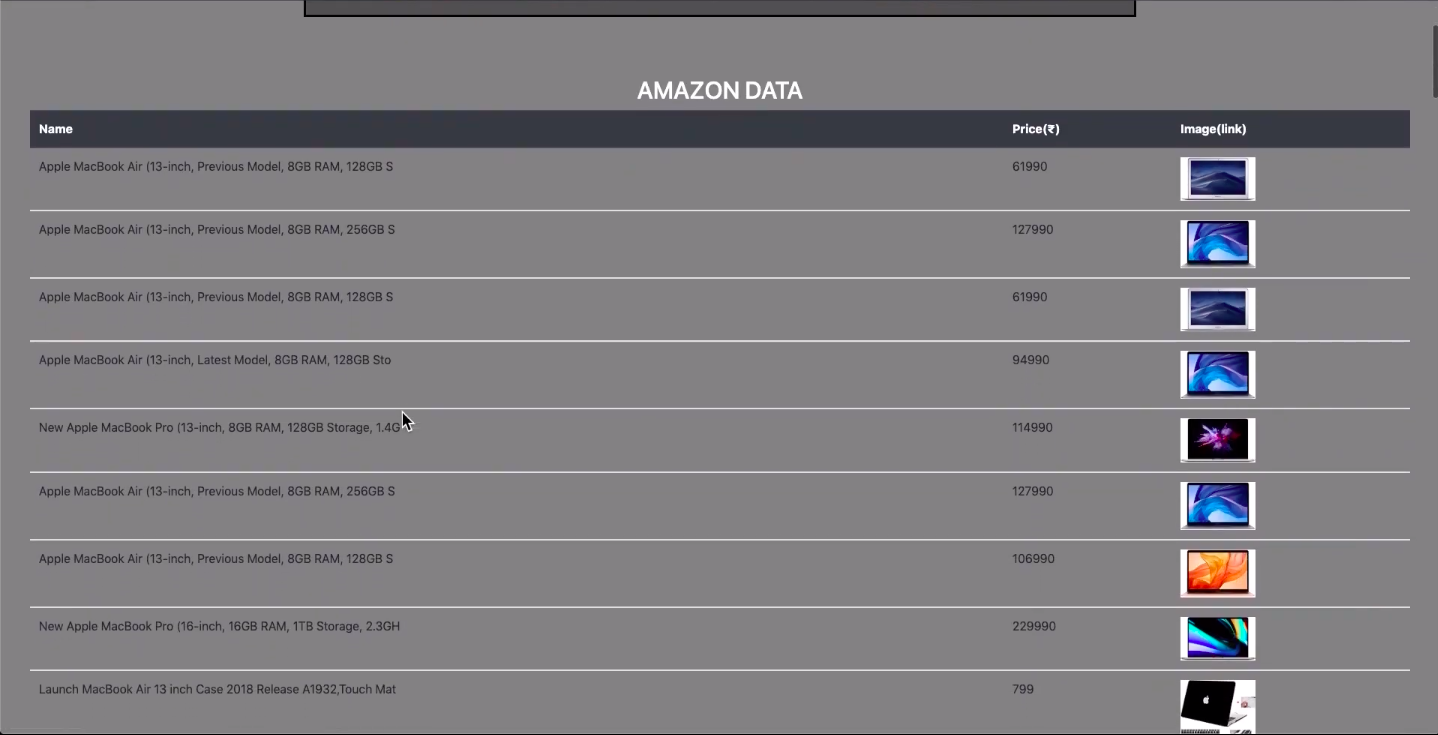 AMAZON DATA
Name Price(₹) Image(link)
Apple MacBook Air (13-inch, Previous Model, 8GB RAM, 128GB S 61990
Apple MacBook Air (13-inch, Previous Model, 8GB RAM, 256GB S 127990
Apple MacBook Air (13-inch, Previous Model, 8GB RAM, 128GB S 61990
Apple MacBook Air (13-inch, Latest Model, 8GB RAM, 128GB Sto 94990
New Apple MacBook Pro (13-inch, 8GB RAM, 128GB Storage, 1.4G 114990
Apple MacBook Air (13-inch, Previous Model, 8GB RAM, 256GB S 127990
Apple MacBook Air (13-inch, Previous Model, 8GB RAM, 128GB S 106990
New Apple MacBook Pro (16-inch, 16GB RAM, 1TB Storage, 2.3GH 229990
Launch MacBook Air 13 inch Case 2018 Release A1932,Touch Mat 799